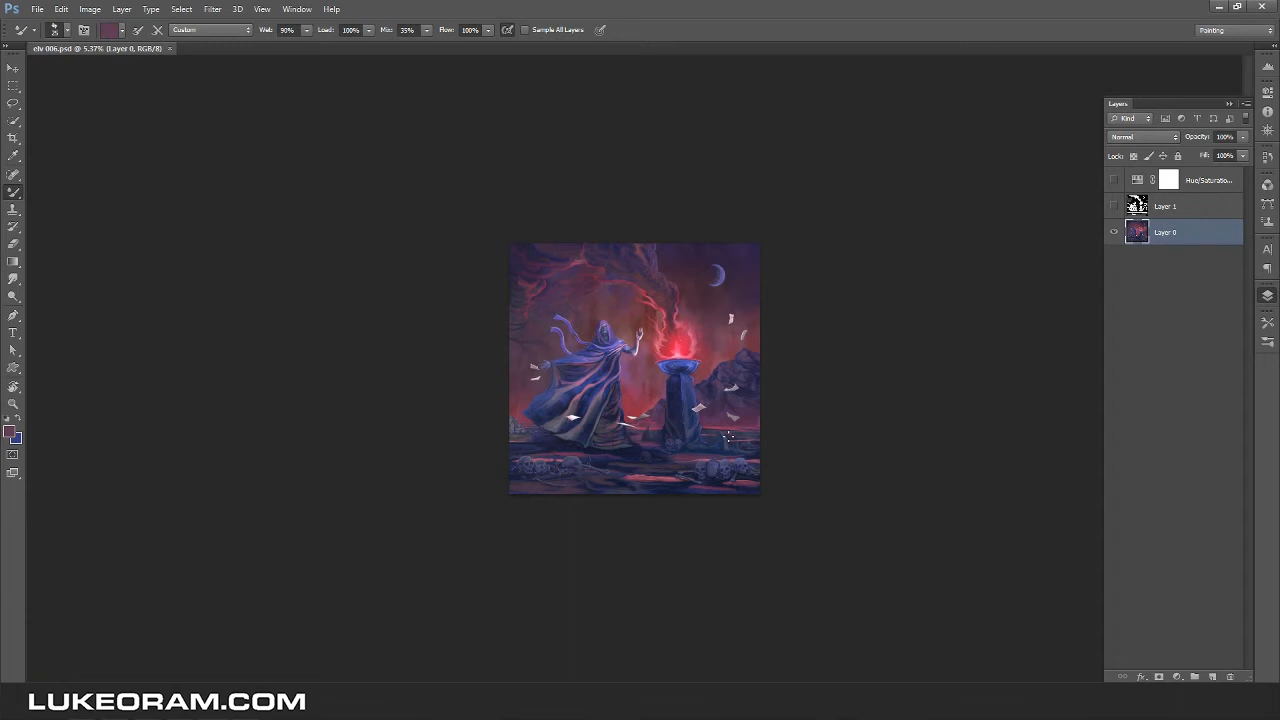 Ps File Edit Image Layer Type Select Filter 3D View Window Help
25 Custom Wet: 90% Load: 100% Mix: 35% Flow: 100% Sample All Layers Painting
elv 006.psd @ 5.37% (Layer 0, RGB/8) ×
Layers
Kind
Normal Opacity: 100%
Lock: Fill: 100%
Hue/Saturatio...
Layer 1
Layer 0
LUKEORAM.COM